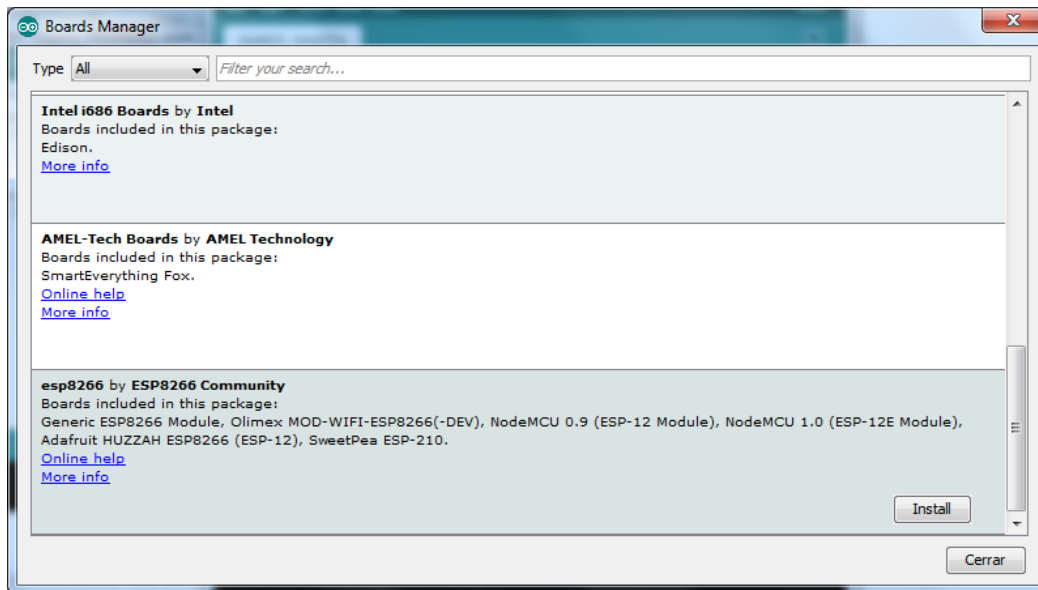 Boards Manager
Type All Filter your search...
Intel i686 Boards by Intel
Boards included in this package:
Edison.
More info
AMEL-Tech Boards by AMEL Technology
Boards included in this package:
SmartEverything Fox.
Online help
More info
esp8266 by ESP8266 Community
Boards included in this package:
Generic ESP8266 Module, Olimex MOD-WIFI-ESP8266(-DEV), NodeMCU 0.9 (ESP-12 Module), NodeMCU 1.0 (ESP-12E Module),
Adafruit HUZZAH ESP8266 (ESP-12), SweetPea ESP-210.
Online help
More info
Install
Cerrar